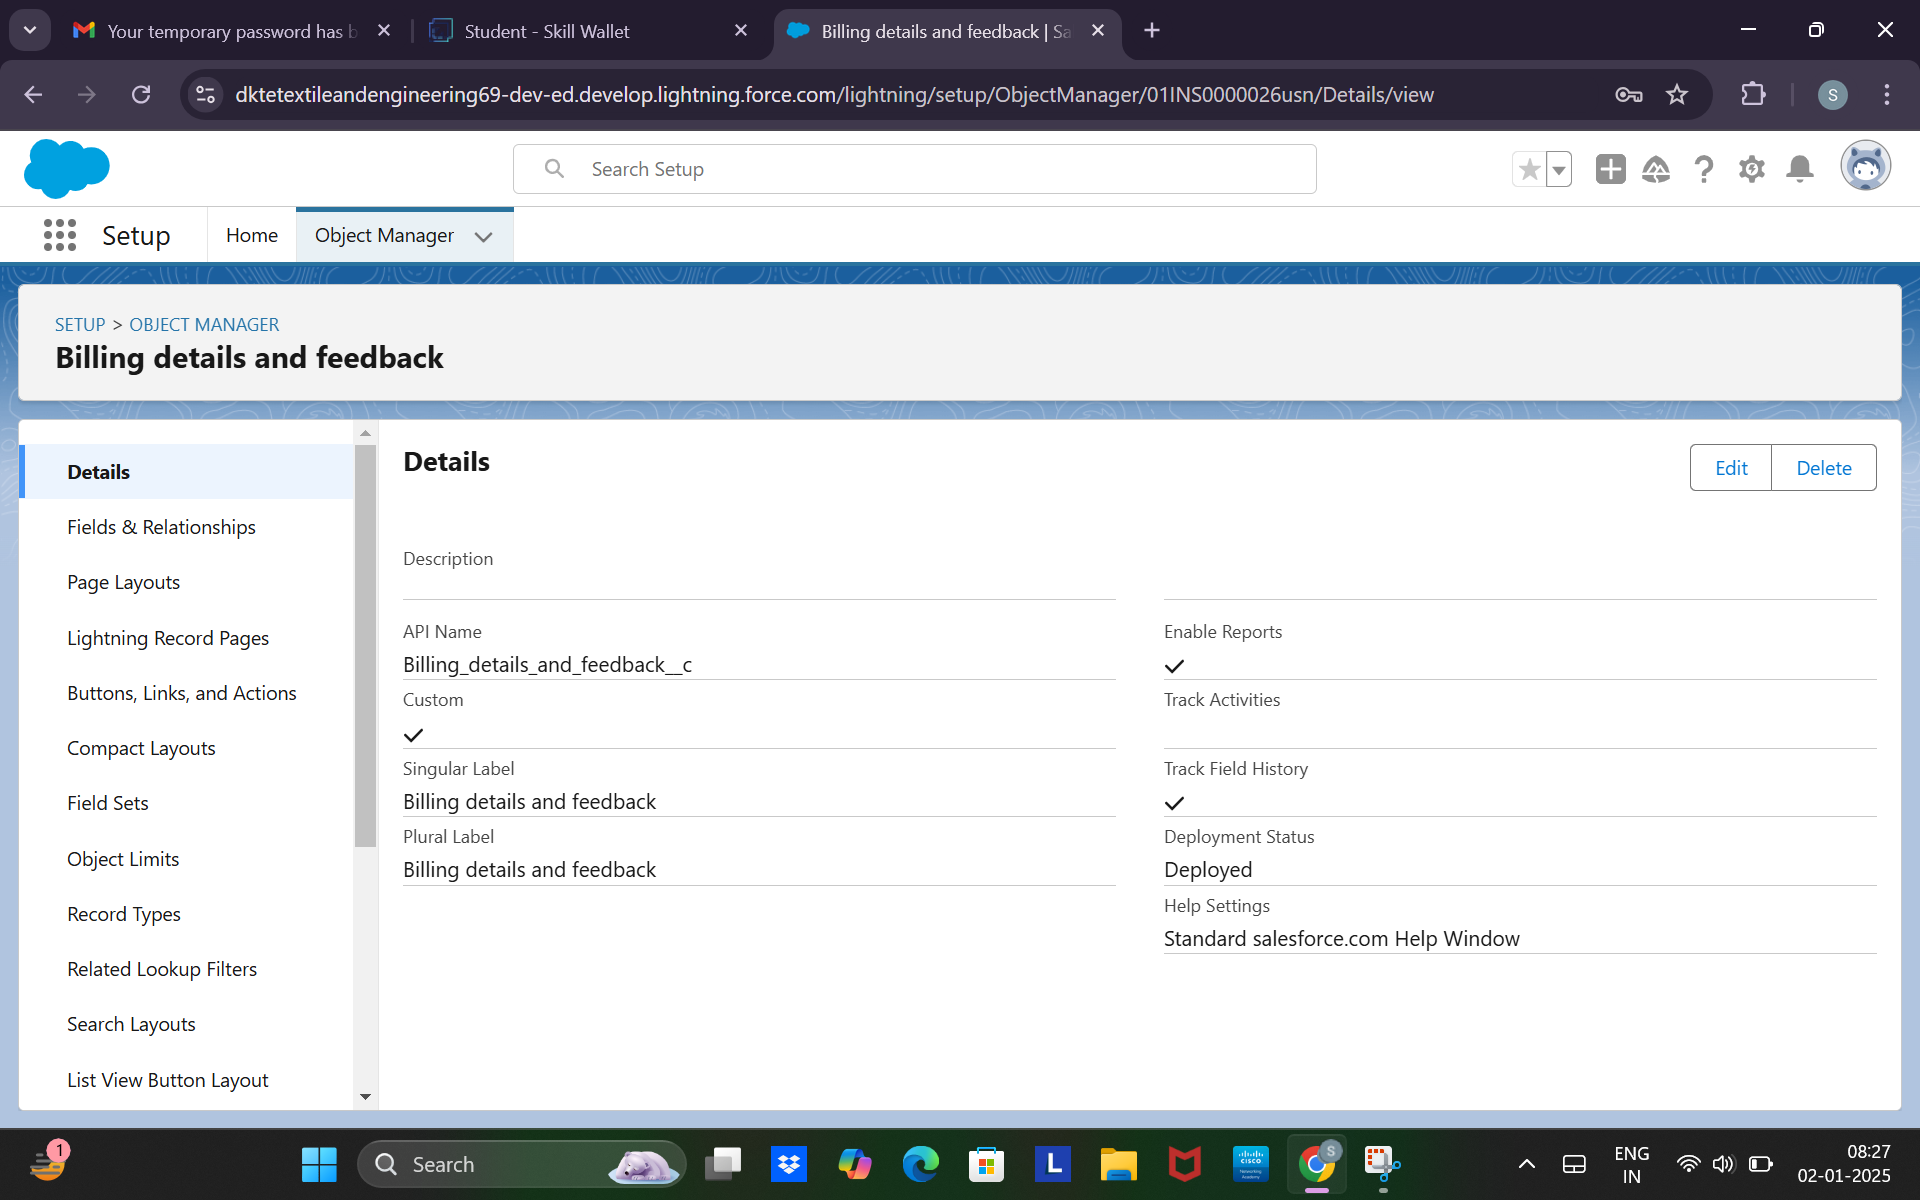 Your temporary password has b
Student - Skill Wallet
Billing details and feedback | Sa
dktetextileandengineering69-dev-ed.develop.lightning.force.com/lightning/setup/ObjectManager/01INS0000026usn/Details/view
S
Search Setup
Setup
Home
Object Manager
SETUP > OBJECT MANAGER
Billing details and feedback
Details
Fields & Relationships
Page Layouts
Lightning Record Pages
Buttons, Links, and Actions
Compact Layouts
Field Sets
Object Limits
Record Types
Related Lookup Filters
Search Layouts
List View Button Layout
Details
Edit
Delete
Description
API Name
Billing_details_and_feedback__c
Custom
Singular Label
Billing details and feedback
Plural Label
Billing details and feedback
Enable Reports
Track Activities
Track Field History
Deployment Status
Deployed
Help Settings
Standard salesforce.com Help Window
1
Search
L
CISCO
S
ENG
IN
08:27
02-01-2025